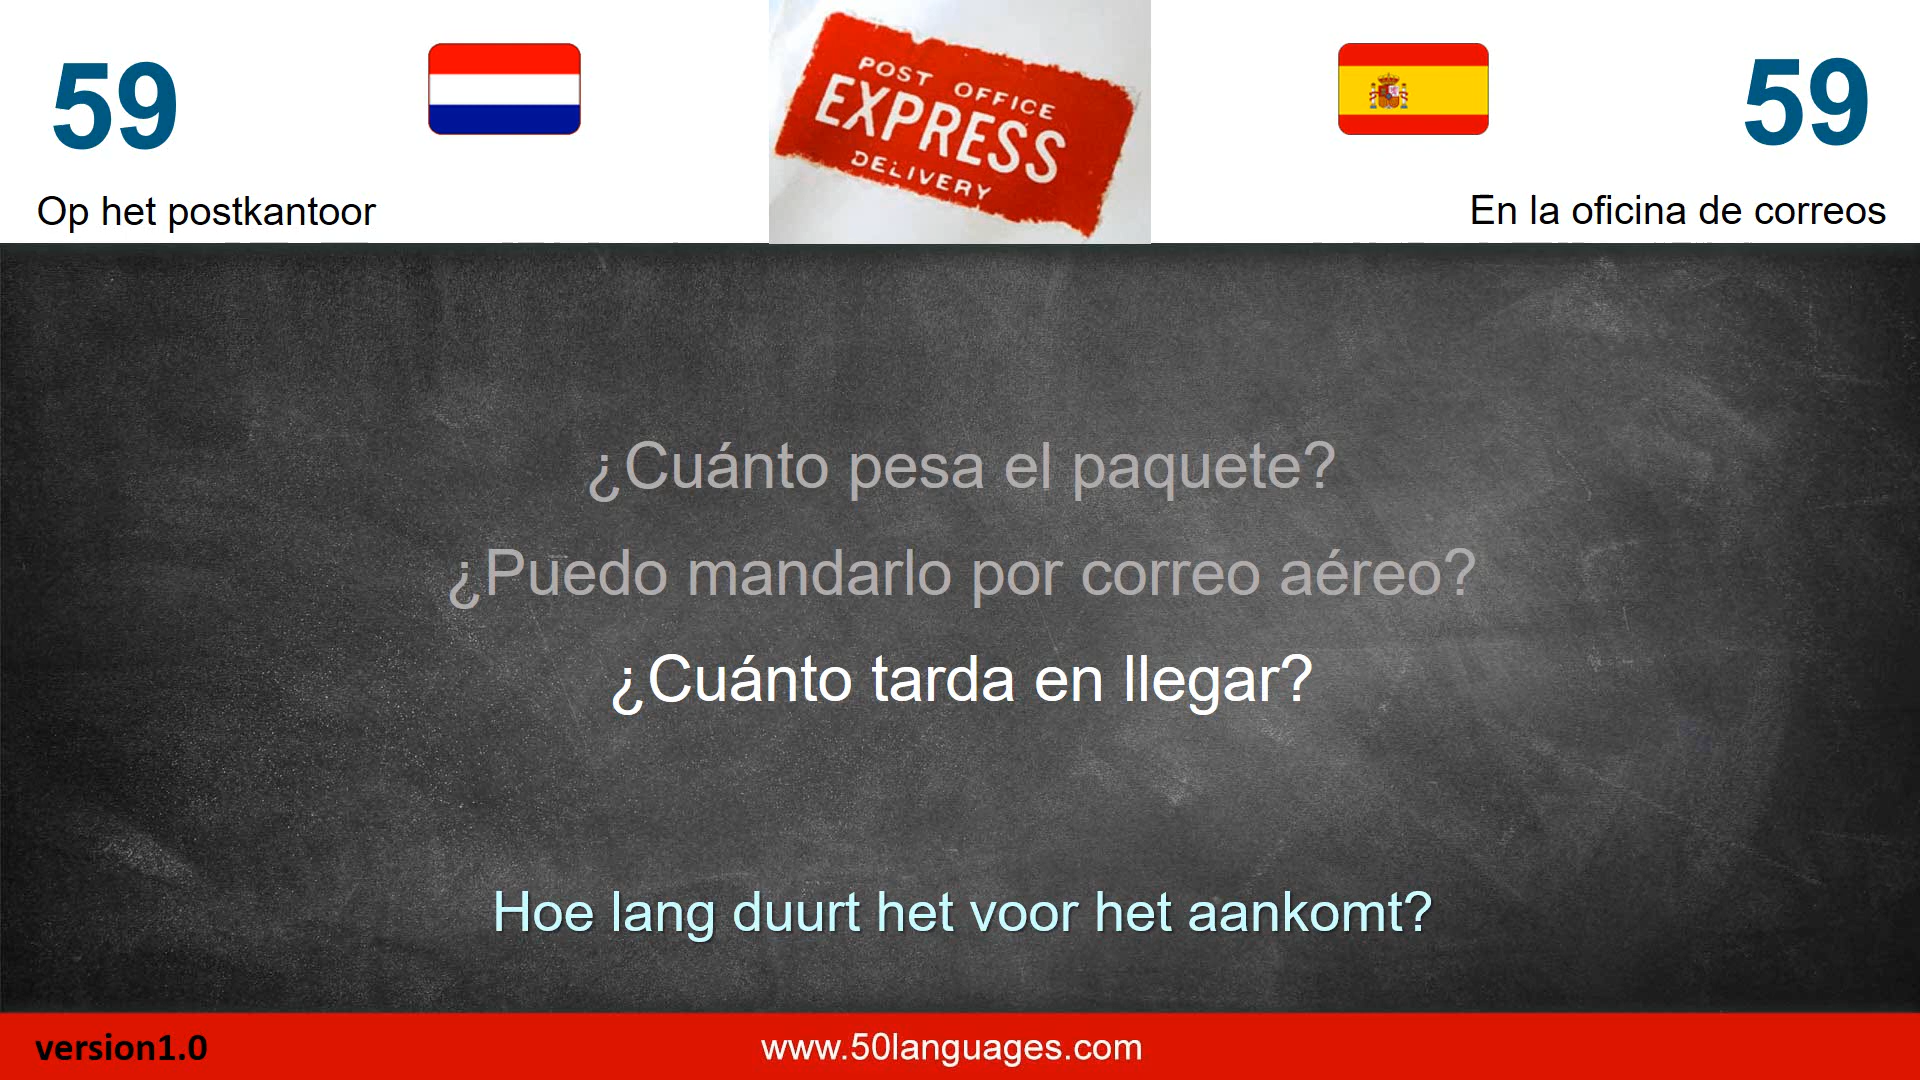 59
59
Op het postkantoor
POST OFFICE
EXPRESS
DELIVERY
En la oficina de correos
¿Cuánto pesa el paquete?
¿Puedo mandarlo por correo aéreo?
¿Cuánto tarda en llegar?
Hoe lang duurt het voor het aankomt?
version1.0
www.50languages.com